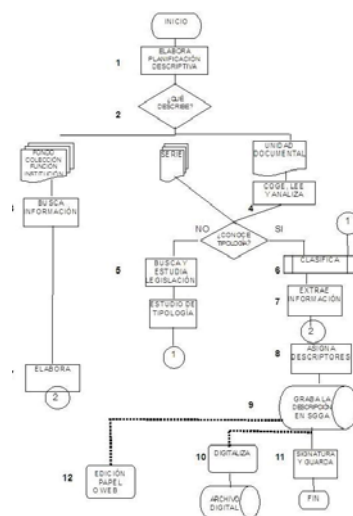 INICIO
1
ELABORA
PLANIFICACIÓN
DESCRIPTIVA
2
¿QUÉ
DESCRIBE?
FONDO
COLECCIÓN
FUNCIÓN
INSTITUCIÓN
SERIE
UNIDAD
DOCUMENTAL
3
BUSCA
INFORMACIÓN
4
COGE, LEE
Y ANALIZA
NO
¿CONOCE
TIPOLOGÍA?
SI
1
5
BUSCA Y
ESTUDIA
LEGISLACIÓN
6
CLASIFICA
ESTUDIO DE
TIPOLOGÍA
7
EXTRAE
INFORMACIÓN
1
2
ELABORA
2
8
ASIGNA
DESCRIPTORES
9
GRABA LA
DESCRIPCIÓN
EN SGGA
10
DIGITALIZA
11
SIGNATURA
Y GUARDA
12
EDICIÓN
PAPEL
O WEB
ARCHIVO
DIGITAL
FIN